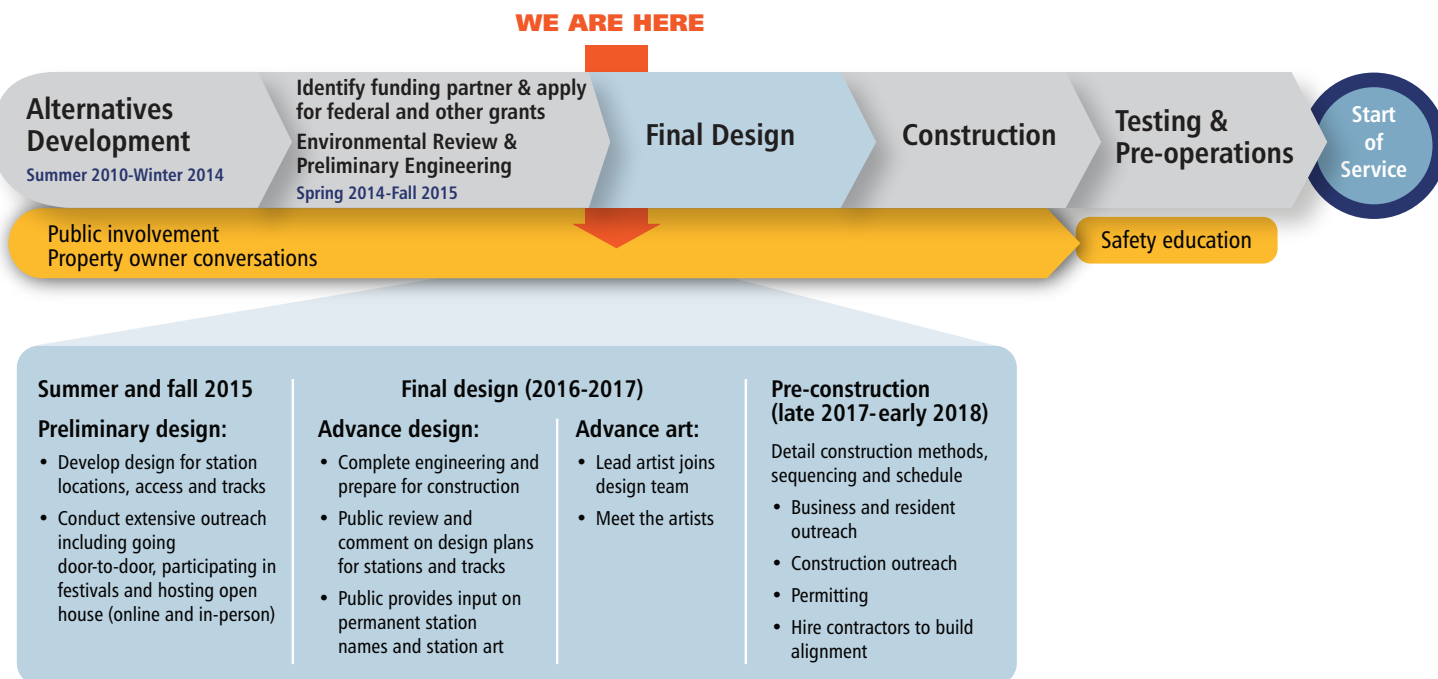 WE ARE HERE
Alternatives
Development
Summer 2010-Winter 2014
Identify funding partner & apply
for federal and other grants
Environmental Review &
Preliminary Engineering
Spring 2014-Fall 2015
Final Design
Construction
Testing &
Pre-operations
Start
of
Service
Public involvement
Property owner conversations
Safety education
Summer and fall 2015
Preliminary design:
• Develop design for station
locations, access and tracks
• Conduct extensive outreach
including going
door-to-door, participating in
festivals and hosting open
house (online and in-person)
Final design (2016-2017)
Advance design:
• Complete engineering and
prepare for construction
• Public review and
comment on design plans
for stations and tracks
• Public provides input on
permanent station
names and station art
Advance art:
• Lead artist joins
design team
• Meet the artists
Pre-construction
(late 2017-early 2018)
Detail construction methods,
sequencing and schedule
• Business and resident
outreach
• Construction outreach
• Permitting
• Hire contractors to build
alignment